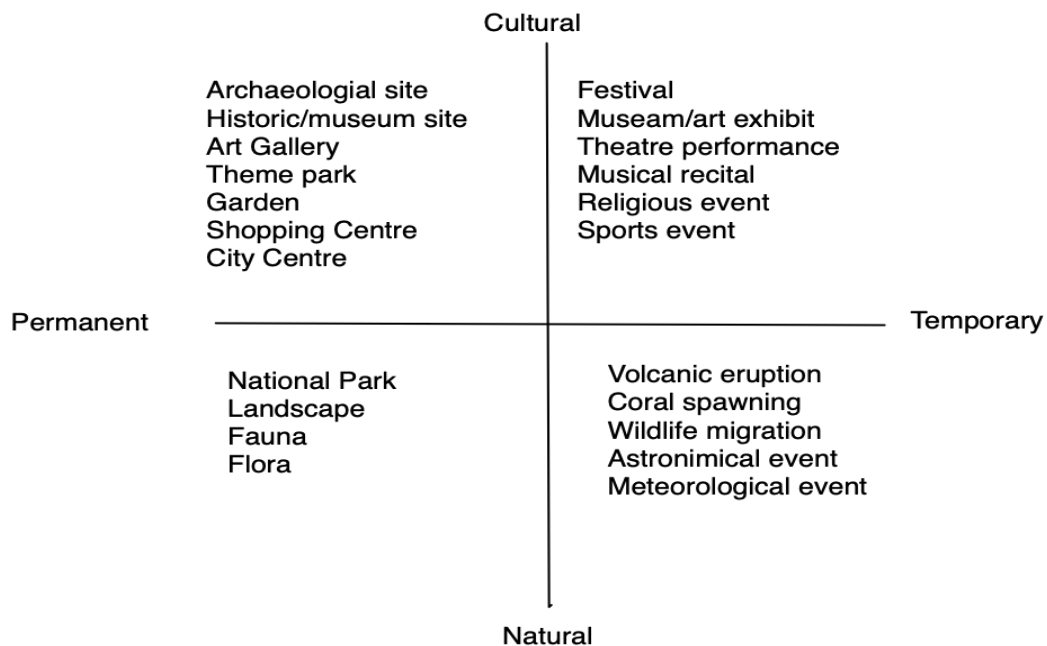 Cultural
Archaeologial site
Historic/museum site
Art Gallery
Theme park
Garden
Shopping Centre
City Centre
Festival
Museam/art exhibit
Theatre performance
Musical recital
Religious event
Sports event
Permanent
Temporary
National Park
Landscape
Fauna
Flora
Volcanic eruption
Coral spawning
Wildlife migration
Astronimical event
Meteorological event
Natural